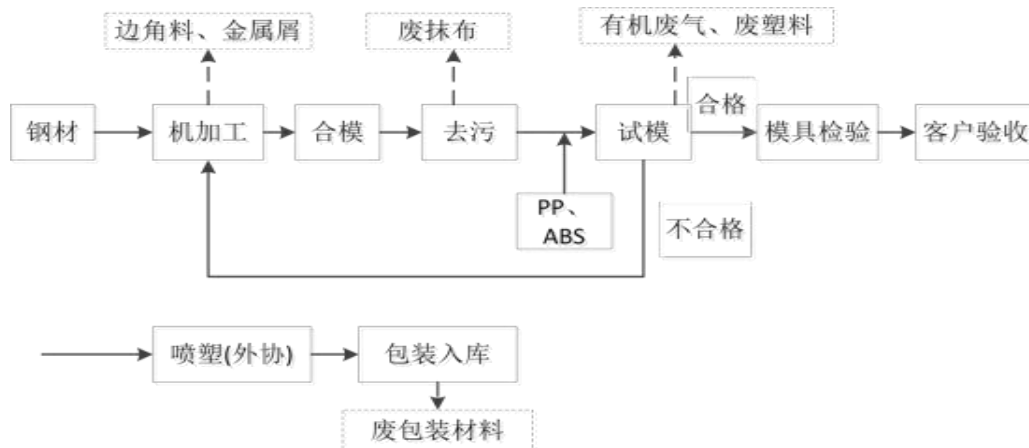 边角料、金属屑
废抹布
有机废气、废塑料
钢材
机加工
合模
去污
试模
合格
模具检验
客户验收
PP、
ABS
不合格
喷塑(外协)
包装入库
废包装材料